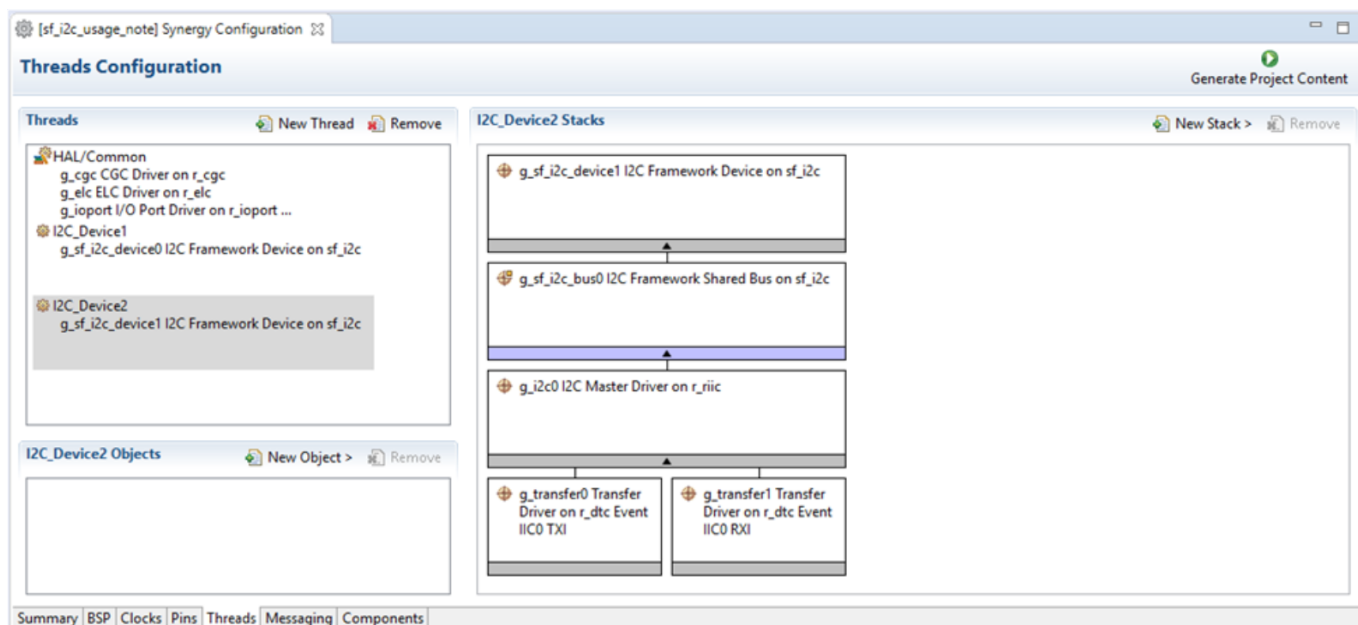 [sf_i2c_usage_note] Synergy Configuration
Threads Configuration
Generate Project Content
Threads
New Thread
Remove
HAL/Common
g_cgc CGC Driver on r_cgc
g_elc ELC Driver on r_elc
g_ioport I/O Port Driver on r_ioport ...
I2C_Device1
g_sf_i2c_device0 I2C Framework Device on sf_i2c
I2C_Device2
g_sf_i2c_device1 I2C Framework Device on sf_i2c
I2C_Device2 Objects
New Object >
Remove
I2C_Device2 Stacks
New Stack >
Remove
g_sf_i2c_device1 I2C Framework Device on sf_i2c
g_sf_i2c_bus0 I2C Framework Shared Bus on sf_i2c
g_i2c0 I2C Master Driver on r_riic
g_transfer0 Transfer
Driver on r_dtc Event
IIC0 TXI
g_transfer1 Transfer
Driver on r_dtc Event
IIC0 RXI
Summary BSP Clocks Pins Threads Messaging Components